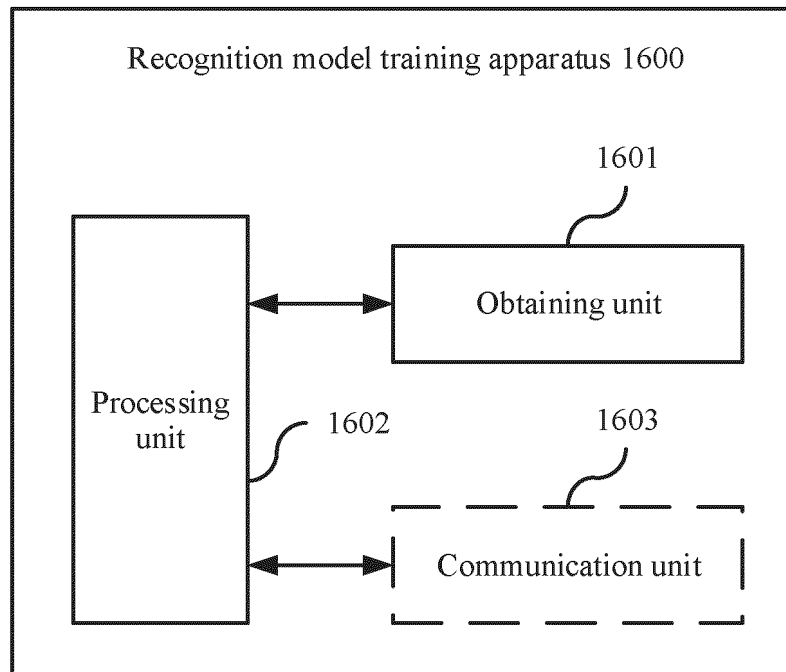 Recognition model training apparatus 1600
1601
Obtaining unit
Processing
unit
1602
1603
Communication unit